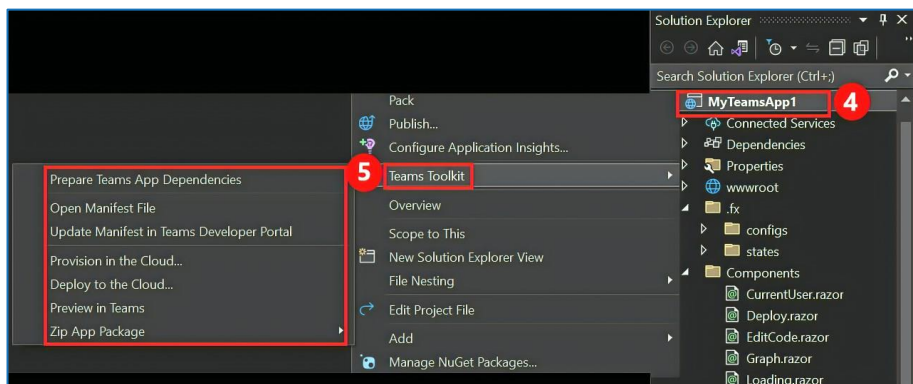 Solution Explorer
Search Solution Explorer (Ctrl+;)
MyTeamsApp1
4
Connected Services
Dependencies
Properties
wwwroot
.fx
configs
states
Components
CurrentUser.razor
Deploy.razor
EditCode.razor
Graph.razor
Loading.razor
Pack
Publish...
Configure Application Insights...
5
Teams Toolkit
Overview
Scope to This
New Solution Explorer View
File Nesting
Edit Project File
Add
Manage NuGet Packages...
Prepare Teams App Dependencies
Open Manifest File
Update Manifest in Teams Developer Portal
Provision in the Cloud...
Deploy to the Cloud...
Preview in Teams
Zip App Package